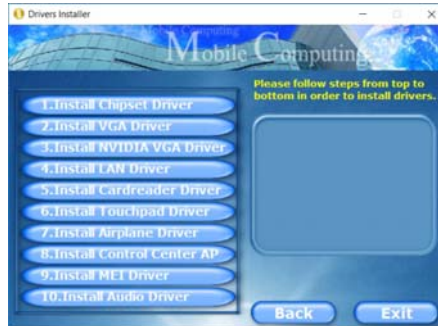 Drivers Installer
Mobile Computing
Please follow steps from top to
bottom in order to install drivers.
1.Install Chipset Driver
2.Install VGA Driver
3.Install NVIDIA VGA Driver
4.Install LAN Driver
5.Install Cardreader Driver
6.Install Touchpad Driver
7.Install Airplane Driver
8.Install Control Center AP
9.Install MEI Driver
10.Install Audio Driver
Back Exit